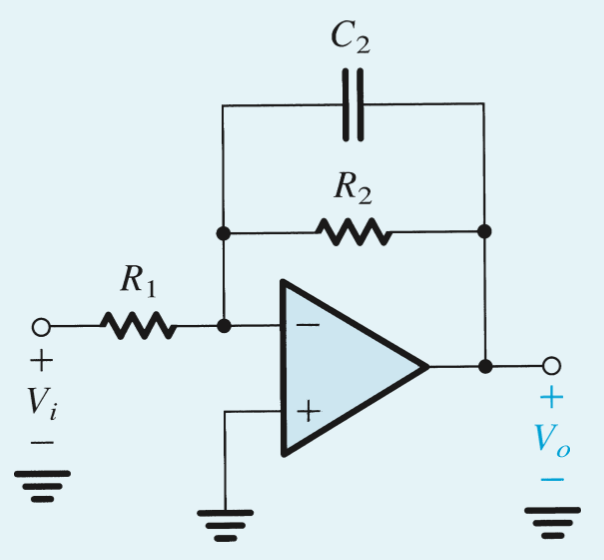 C₂
R₂
R₁
−
+
+
Vᵢ
−
+
Vₒ
−